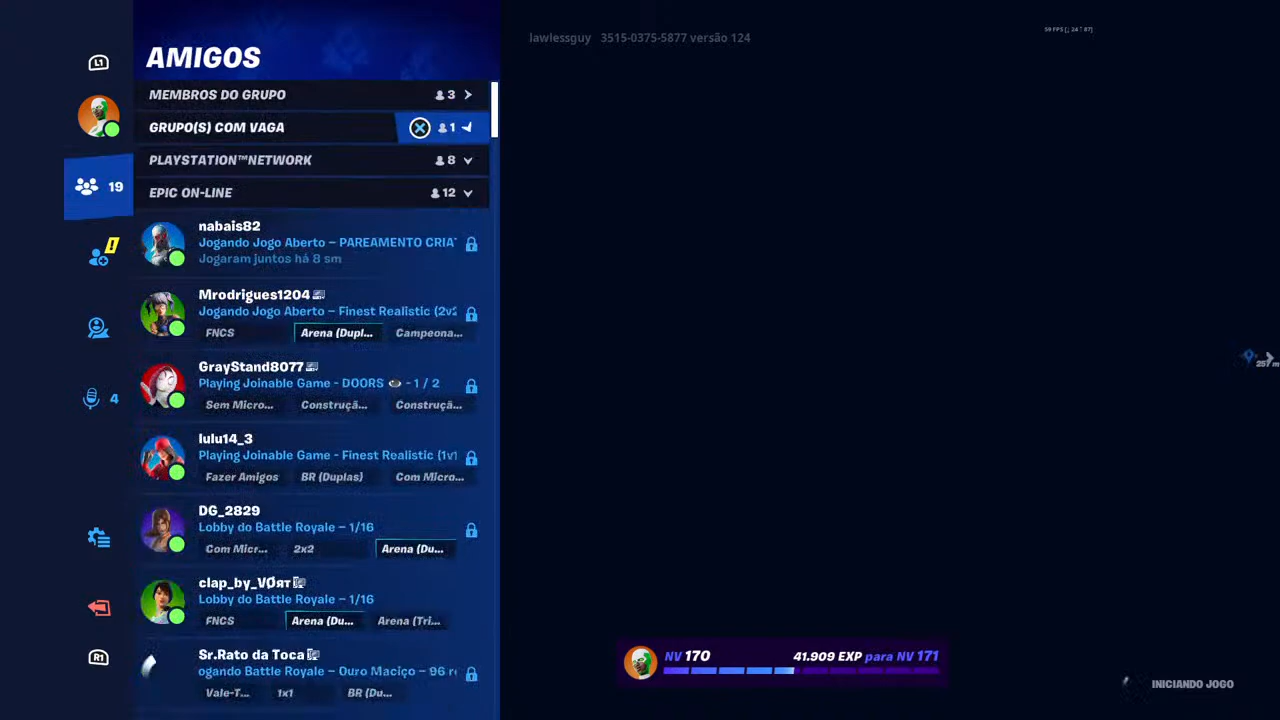 AMIGOS
lawlessguy 3515-0375-5877 versão 124
L1
MEMBROS DO GRUPO 3
GRUPO(S) COM VAGA 1
PLAYSTATION™NETWORK 8
19
EPIC ON-LINE 12
nabais82
Jogando Jogo Aberto – PAREAMENTO CRIA
Jogaram juntos há 8 sm
Mrodrigues1204
Jogando Jogo Aberto – Finest Realistic (2v2
FNCS Arena (Dupl... Campeona...
257 m
GrayStand8077
Playing Joinable Game - DOORS 👁 - 1 / 2
Sem Micro... Construçã... Construçã...
4
lulu14_3
Playing Joinable Game - Finest Realistic (1v1
Fazer Amigos BR (Duplas) Com Micro...
DG_2829
Lobby do Battle Royale – 1/16
Com Micr... 2x2 Arena (Du...
clap_by_VØят
Lobby do Battle Royale – 1/16
FNCS Arena (Du... Arena (Tri...
R1
Sr.Rato da Toca
ogando Battle Royale – Ouro Maciço – 96 re
Vale-T... 1x1 BR (Du...
NV 170 41.909 EXP para NV 171
INICIANDO JOGO